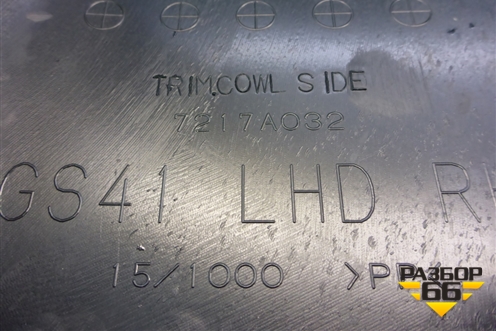 TRIM,COWL SIDE
7217A032
GS41 LHD
15/1000 >PP
РАЗБОР
66